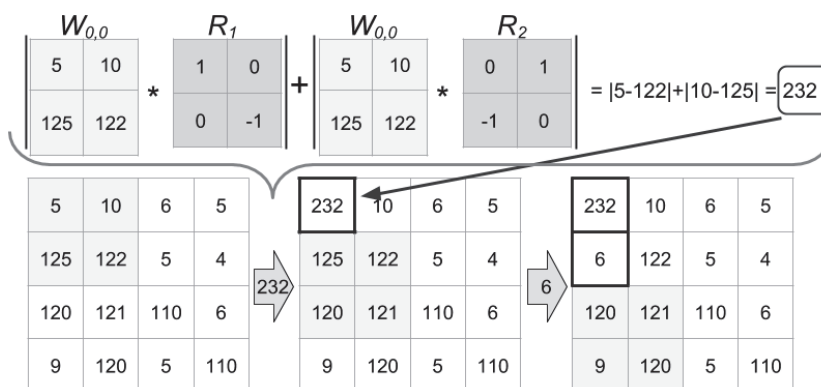 W0,0 R1 W0,0 R2
5 10 1 0 5 10 0 1
* + * = |5-122|+|10-125| = 232
125 122 0 -1 125 122 -1 0
5 10 6 5 232 10 6 5 232 10 6 5
125 122 5 4 125 122 5 4 6 122 5 4
232 6
120 121 110 6 120 121 110 6 120 121 110 6
9 120 5 110 9 120 5 110 9 120 5 110